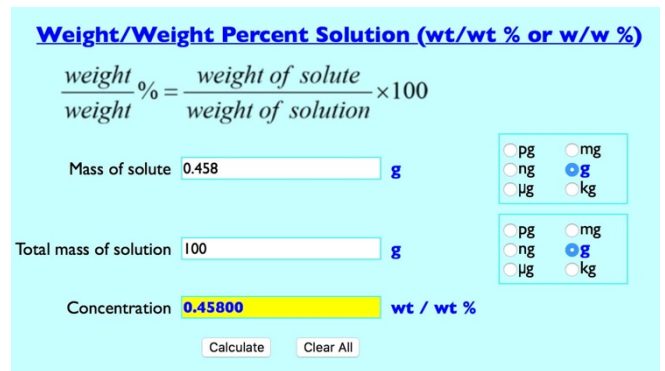 Weight/Weight Percent Solution (wt/wt % or w/w %)
weight/weight % = weight of solute/weight of solution ×100
pg mg
Mass of solute 0.458 g ng g
µg kg
pg mg
Total mass of solution 100 g ng g
µg kg
Concentration 0.45800 wt / wt %
Calculate Clear All